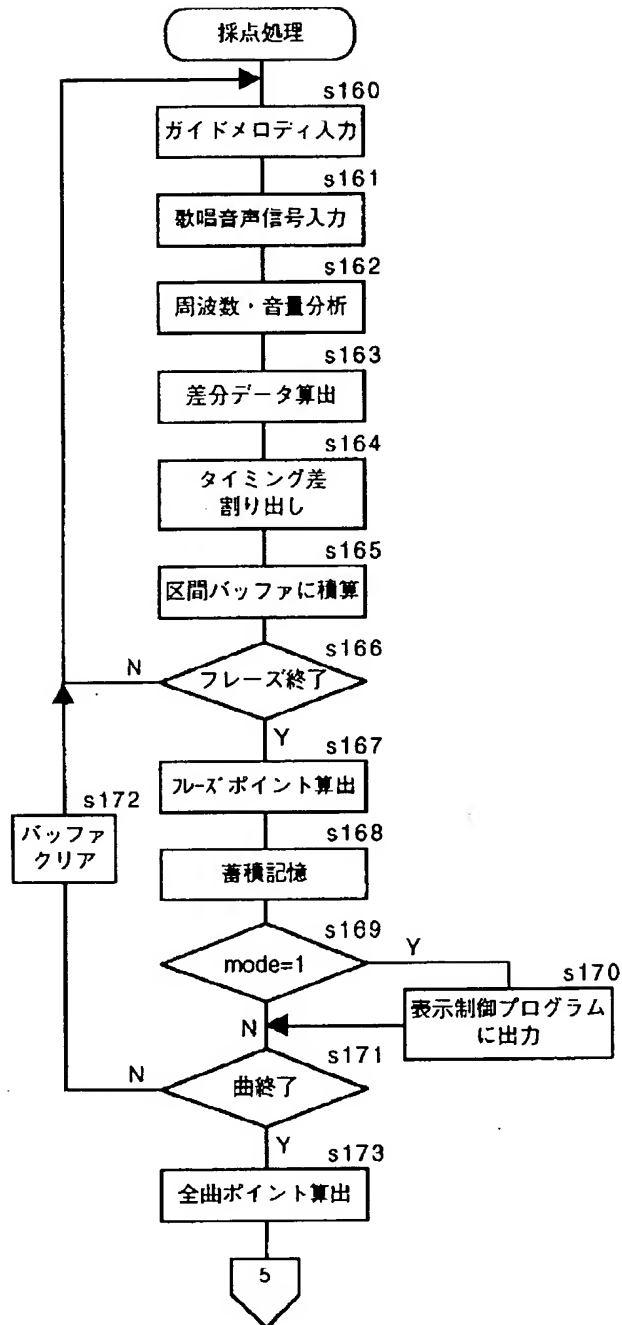 採点処理
s160
ガイドメロディ入力
s161
歌唱音声信号入力
s162
周波数・音量分析
s163
差分データ算出
s164
タイミング差
割り出し
s165
区間バッファに積算
s166
N
フレーズ終了
Y
s167
フレーズポイント算出
s172
バッファ
クリア
s168
蓄積記憶
s169
mode=1
Y
s170
表示制御プログラム
に出力
N
s171
N
曲終了
Y
s173
全曲ポイント算出
5